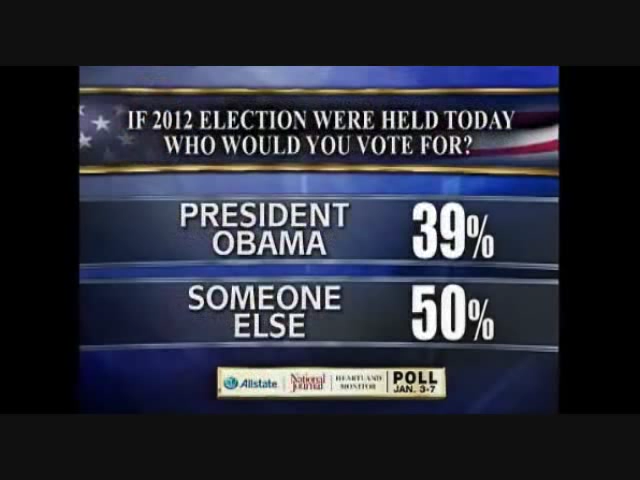 IF 2012 ELECTION WERE HELD TODAY
WHO WOULD YOU VOTE FOR?
PRESIDENT
OBAMA
39%
SOMEONE
ELSE
50%
Allstate
National
Journal
HEARTLAND
MONITOR
POLL
JAN. 3-7